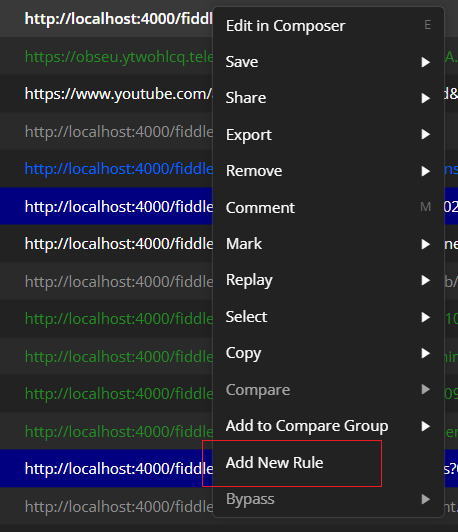 http://localhost:4000/fiddle
Edit in Composer E
https://obseu.ytwohlcq.tele A.
Save
https://www.youtube.com/a d&
Share
http://localhost:4000/fiddle
Export
http://localhost:4000/fiddle ns
Remove
http://localhost:4000/fiddle 02
Comment M
http://localhost:4000/fiddle ne
Mark
http://localhost:4000/fiddle b/
Replay
http://localhost:4000/fiddle 10
Select
http://localhost:4000/fiddle
Copy
http://localhost:4000/fiddle 09
Compare
http://localhost:4000/fiddle er
Add to Compare Group
http://localhost:4000/fiddle s?
Add New Rule
http://localhost:4000/fiddle nt.
Bypass